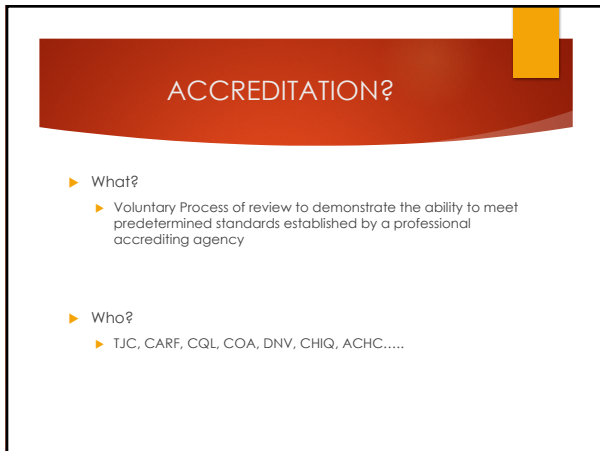 ACCREDITATION?
What?
Voluntary Process of review to demonstrate the ability to meet
predetermined standards established by a professional
accrediting agency
Who?
TJC, CARF, CQL, COA, DNV, CHIQ, ACHC.....